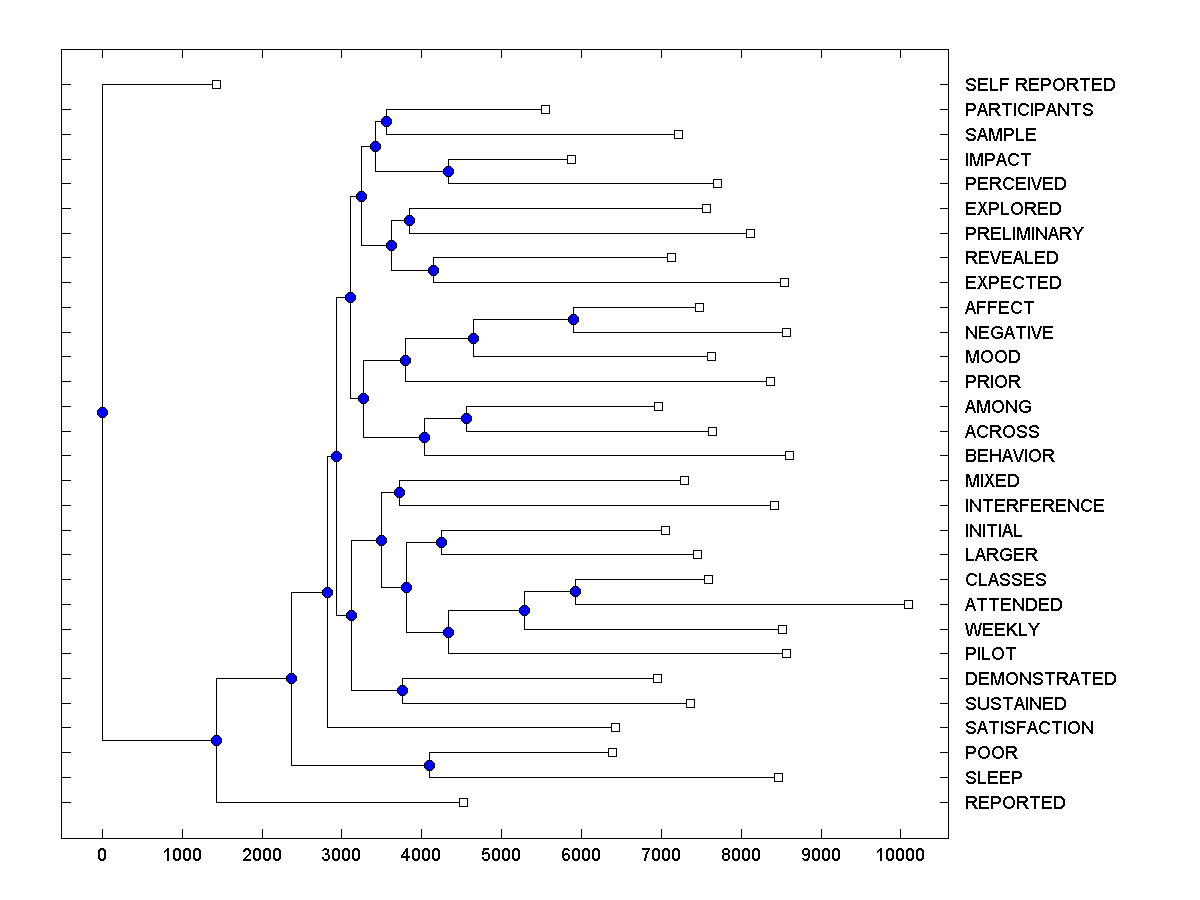 SELF REPORTED
PARTICIPANTS
SAMPLE
IMPACT
PERCEIVED
EXPLORED
PRELIMINARY
REVEALED
EXPECTED
AFFECT
NEGATIVE
MOOD
PRIOR
AMONG
ACROSS
BEHAVIOR
MIXED
INTERFERENCE
INITIAL
LARGER
CLASSES
ATTENDED
WEEKLY
PILOT
DEMONSTRATED
SUSTAINED
SATISFACTION
POOR
SLEEP
REPORTED
0 1000 2000 3000 4000 5000 6000 7000 8000 9000 10000